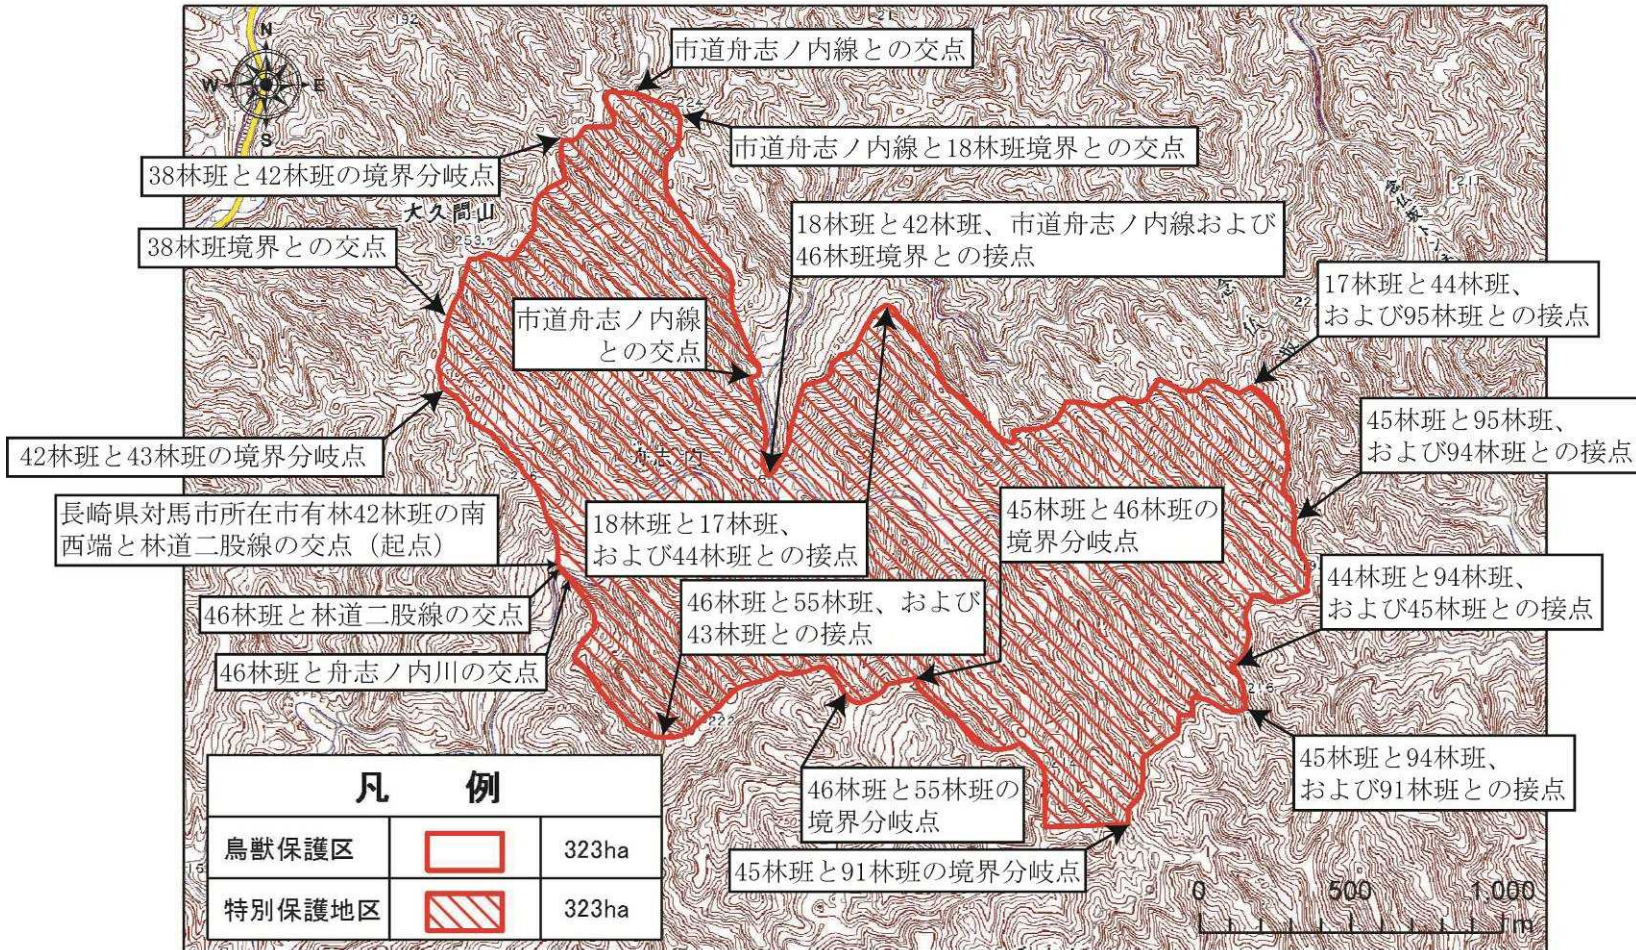 192
21
N
W
E
S
市道舟志ノ内線との交点
市道舟志ノ内線と18林班境界との交点
38林班と42林班の境界分岐点
大久間山
253.7
38林班境界との交点
18林班と42林班、市道舟志ノ内線および
46林班境界との接点
17林班と44林班、
および95林班との接点
市道舟志ノ内線
との交点
45林班と95林班、
および94林班との接点
42林班と43林班の境界分岐点
舟志ノ内
長崎県対馬市所在市有林42林班の南
西端と林道二股線の交点（起点）
18林班と17林班、
および44林班との接点
45林班と46林班の
境界分岐点
46林班と林道二股線の交点
46林班と55林班、および
43林班との接点
44林班と94林班、
および45林班との接点
46林班と舟志ノ内川の交点
216
222
45林班と94林班、
および91林班との接点
46林班と55林班の
境界分岐点
45林班と91林班の境界分岐点
凡 例
鳥獣保護区 323ha
特別保護地区 323ha
0 500 1,000
m